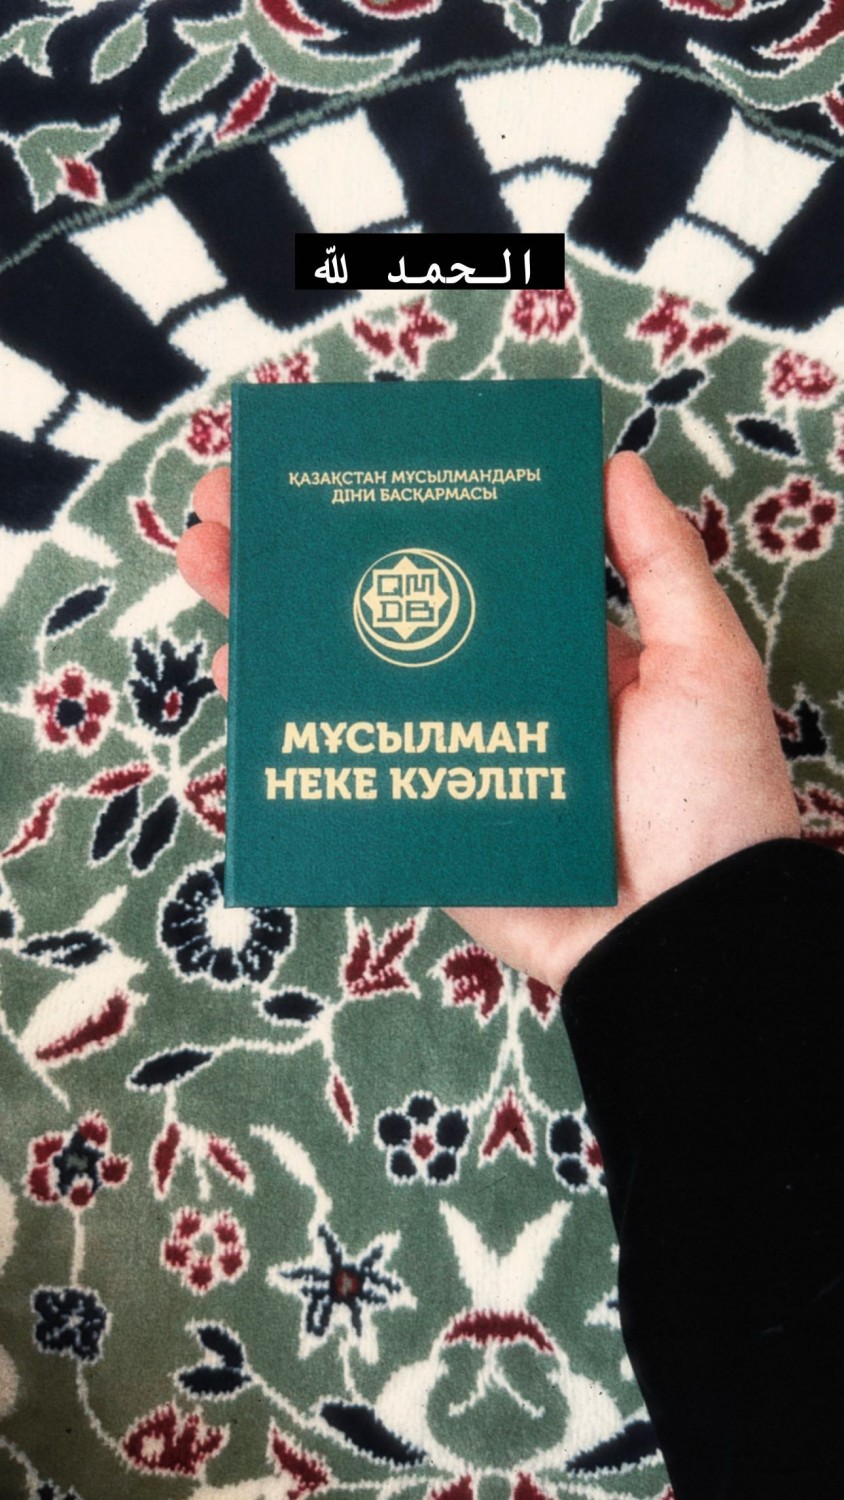 الحمد لله
ҚАЗАҚСТАН МҰСЫЛМАНДАРЫ
ДІНИ БАСҚАРМАСЫ
QM
DB
МҰСЫЛМАН
НЕКЕ КУӘЛІГІ